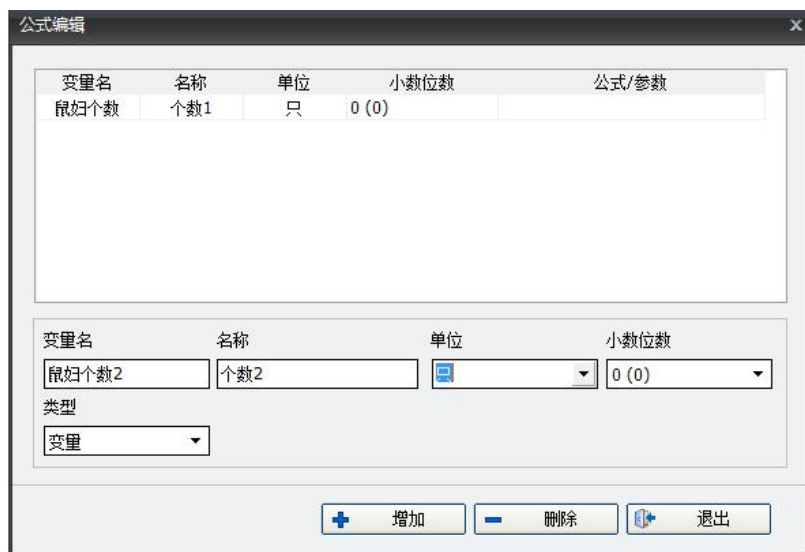 公式编辑 x
变量名 名称 单位 小数位数 公式/参数
鼠妇个数 个数1 只 0 (0)
变量名 名称 单位 小数位数
鼠妇个数2 个数2 只 0 (0)
类型
变量
增加 删除 退出